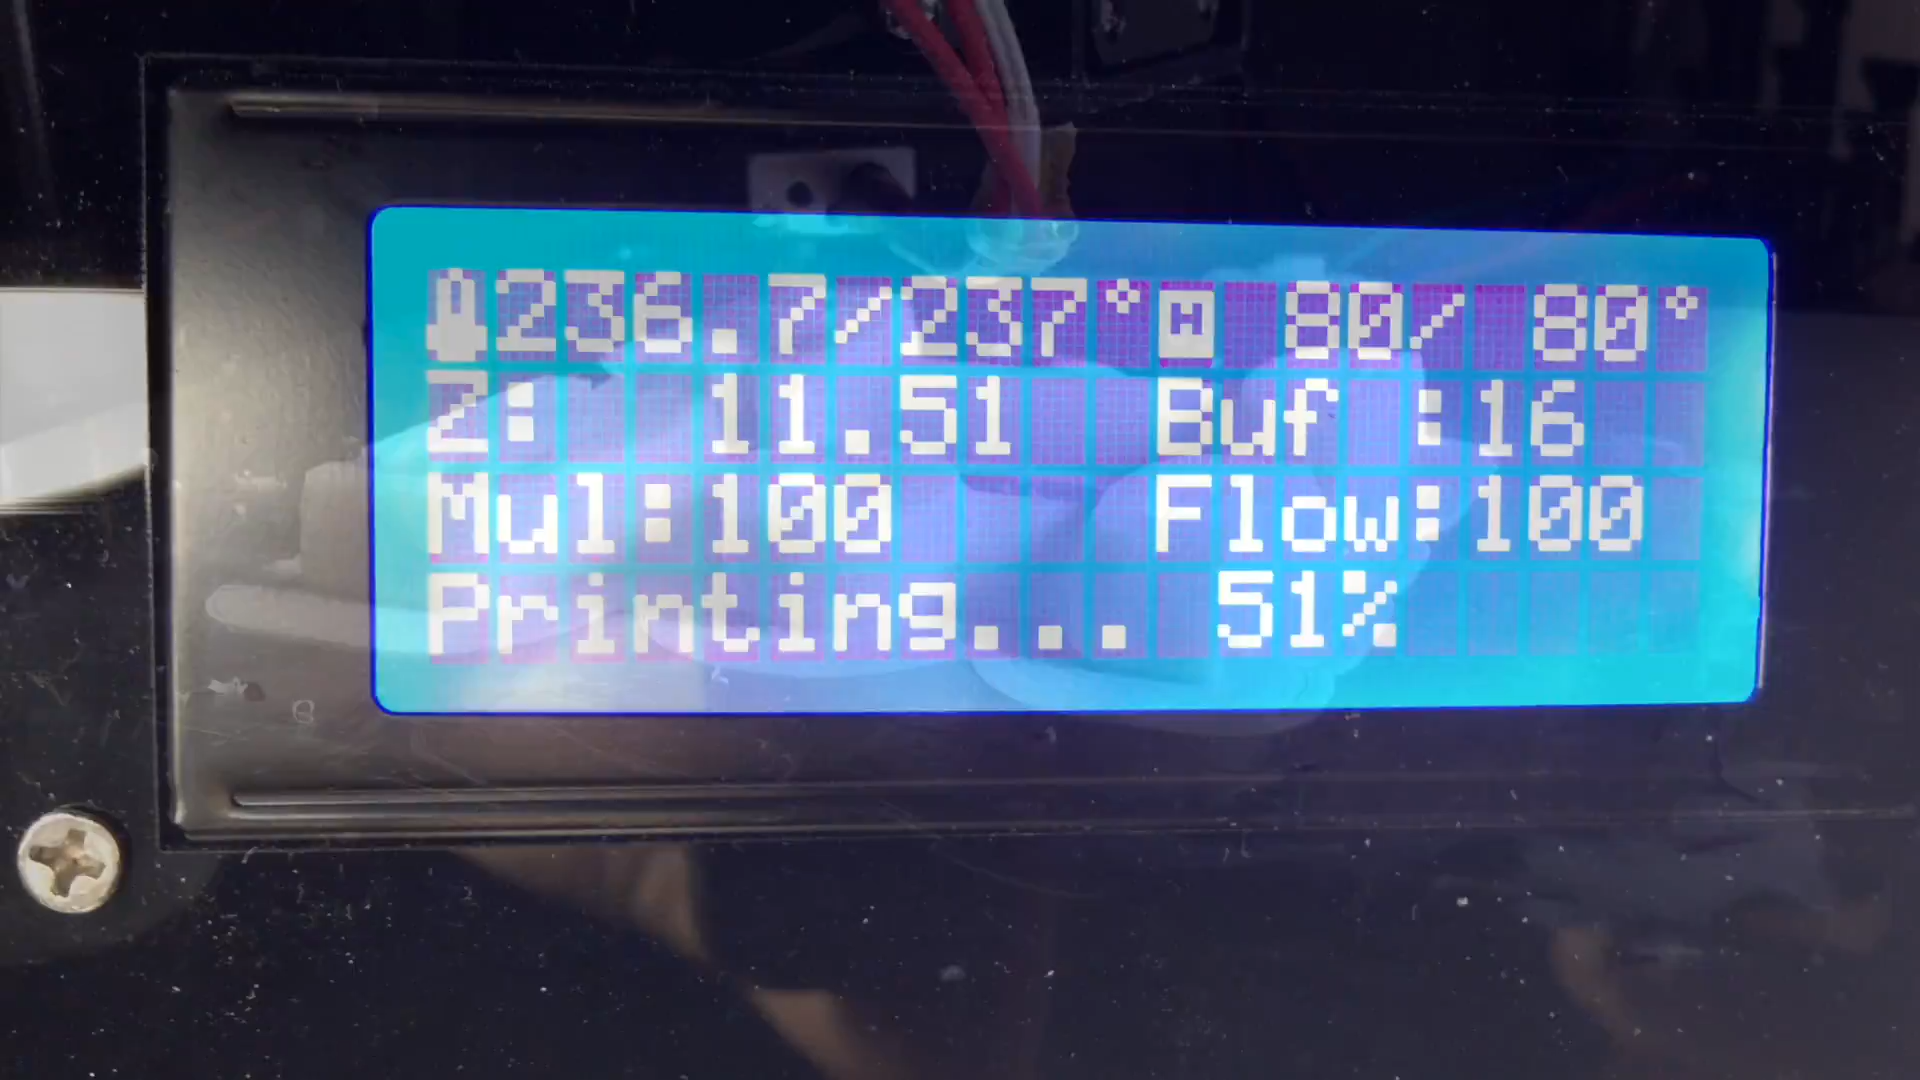 236.7/237° 80/ 80°
Z: 11.51 Buf :16
Mul:100 Flow:100
Printing... 51%